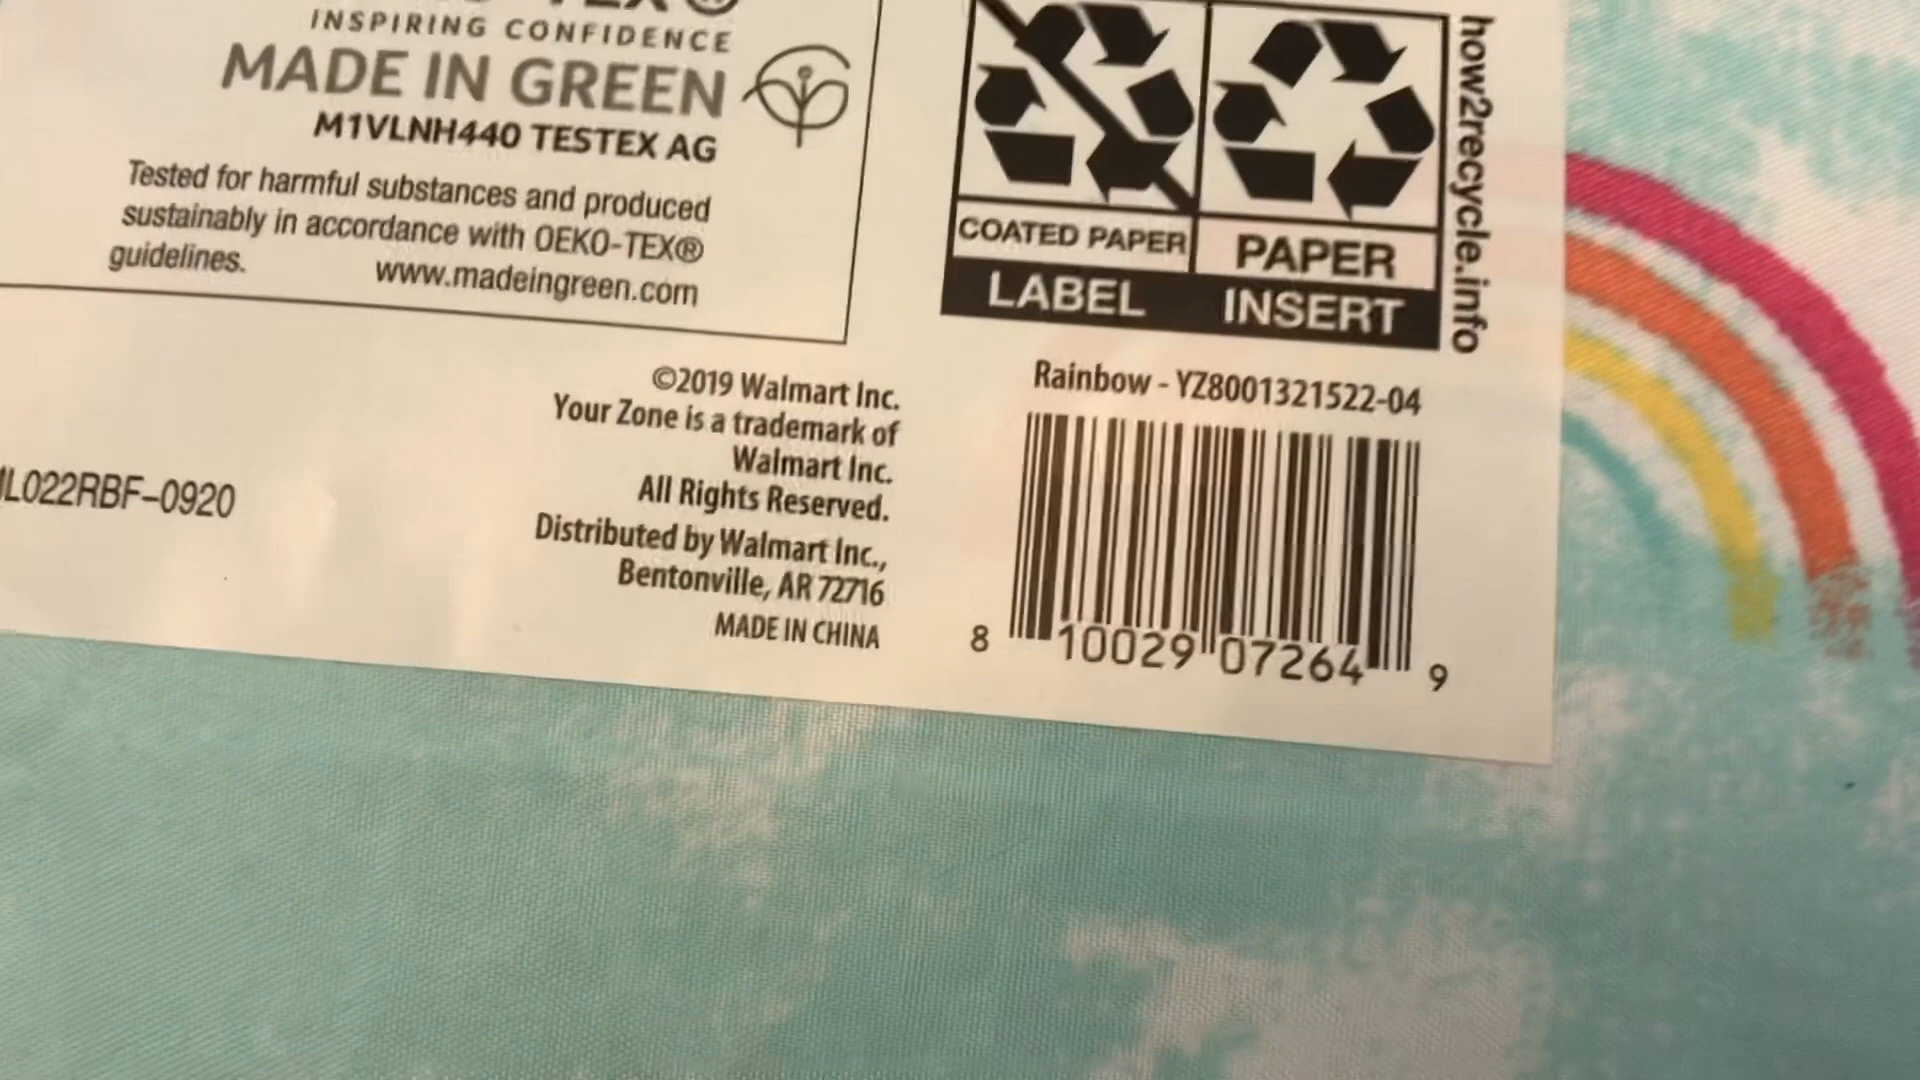 INSPIRING CONFIDENCE
MADE IN GREEN
M1VLNH440 TESTEX AG
Tested for harmful substances and produced
sustainably in accordance with OEKO-TEX®
guidelines. www.madeingreen.com
COATED PAPER
LABEL
PAPER
INSERT
how2recycle.info
L022RBF-0920
©2019 Walmart Inc.
Your Zone is a trademark of
Walmart Inc.
All Rights Reserved.
Distributed by Walmart Inc.,
Bentonville, AR 72716
MADE IN CHINA
Rainbow - YZ8001321522-04
8 10029 07264 9